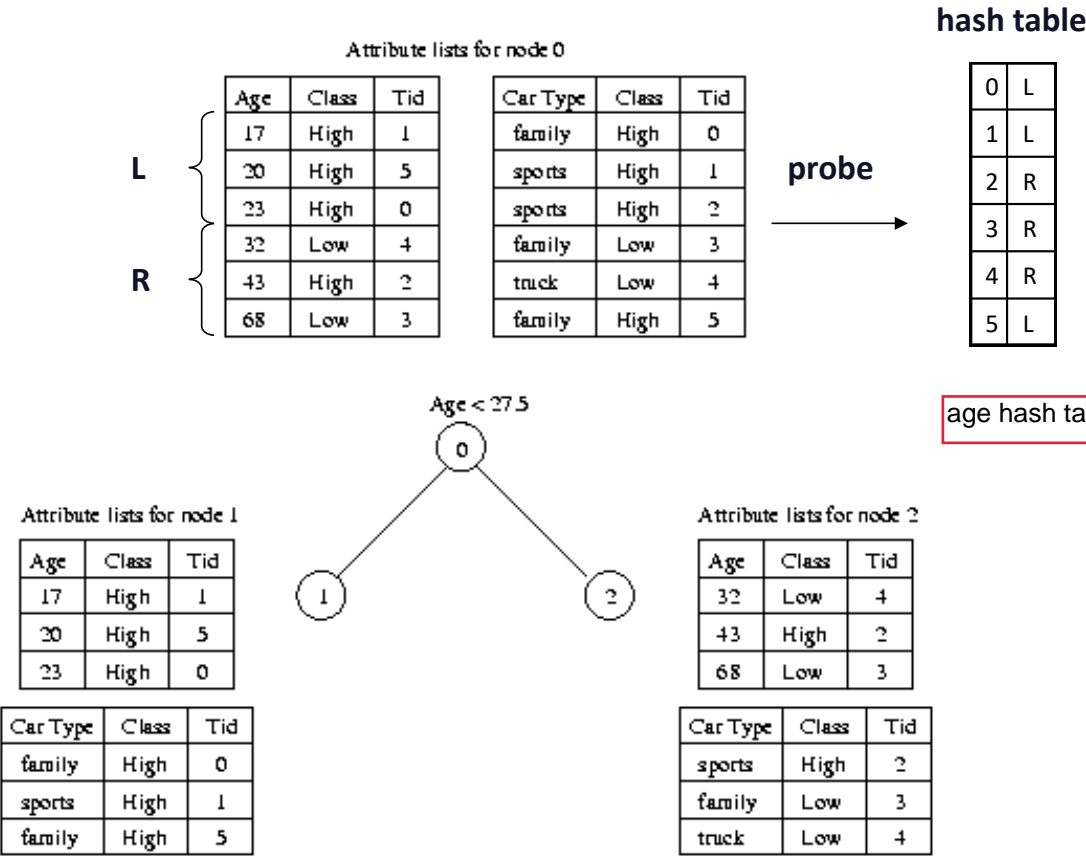 hash table
Attribute lists for node 0
Age Class Tid
17 High 1
20 High 5
23 High 0
32 Low 4
43 High 2
68 Low 3
L
R
Car Type Class Tid
family High 0
sports High 1
sports High 2
family Low 3
truck Low 4
family High 5
probe
0 L
1 L
2 R
3 R
4 R
5 L
age hash ta
Age < 27.5
0
1
2
Attribute lists for node 1
Age Class Tid
17 High 1
20 High 5
23 High 0
Car Type Class Tid
family High 0
sports High 1
family High 5
Attribute lists for node 2
Age Class Tid
32 Low 4
43 High 2
68 Low 3
Car Type Class Tid
sports High 2
family Low 3
truck Low 4